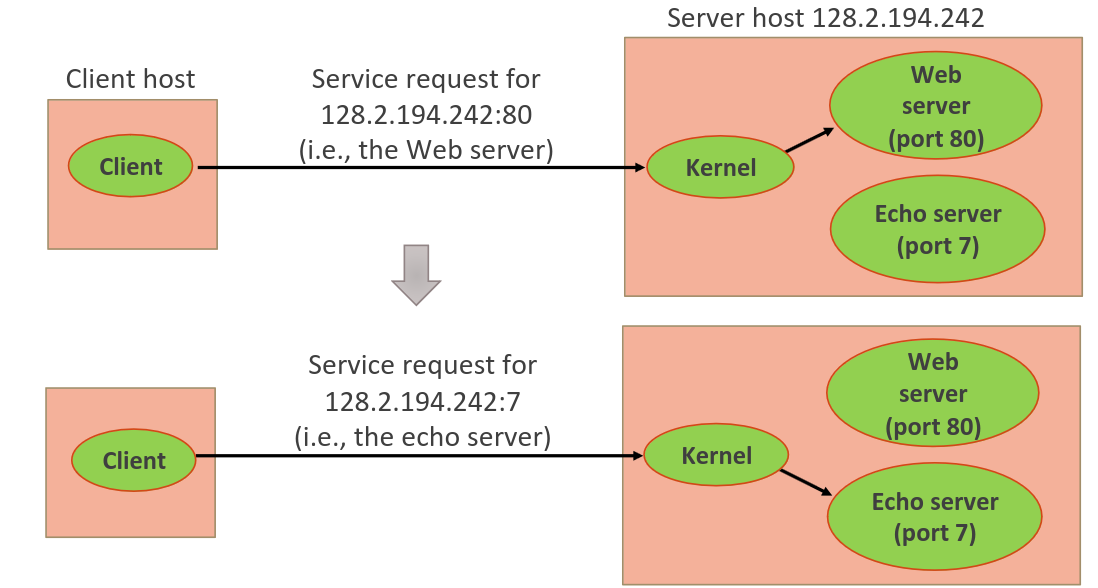 Server host 128.2.194.242
Client host
Service request for
128.2.194.242:80
(i.e., the Web server)
Client
Kernel
Web
server
(port 80)
Echo server
(port 7)
Service request for
128.2.194.242:7
(i.e., the echo server)
Client
Kernel
Web
server
(port 80)
Echo server
(port 7)